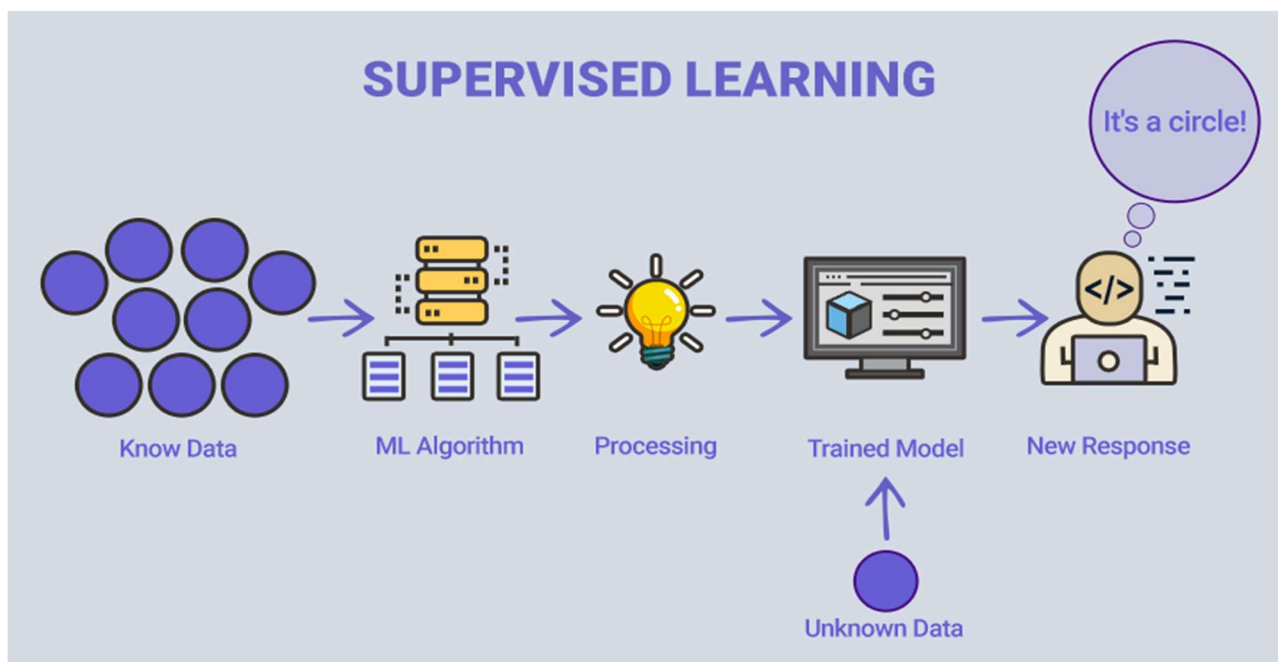 SUPERVISED LEARNING
It's a circle!
</>
Know Data
ML Algorithm
Processing
Trained Model
New Response
Unknown Data